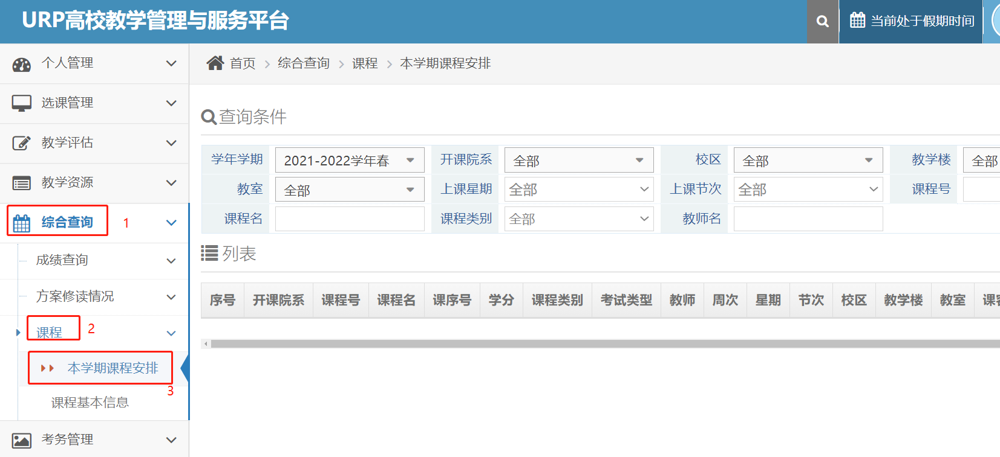 URP高校教学管理与服务平台
当前处于假期时间
个人管理
选课管理
教学评估
教学资源
综合查询 1
成绩查询
方案修读情况
课程 2
本学期课程安排
3
课程基本信息
考务管理
首页 > 综合查询 > 课程 > 本学期课程安排
查询条件
学年学期 2021-2022学年春 开课院系 全部 校区 全部 教学楼 全部
教室 全部 上课星期 全部 上课节次 全部 课程号
课程名 课程类别 全部 教师名
列表
序号 开课院系 课程号 课程名 课序号 学分 课程类别 考试类型 教师 周次 星期 节次 校区 教学楼 教室 课